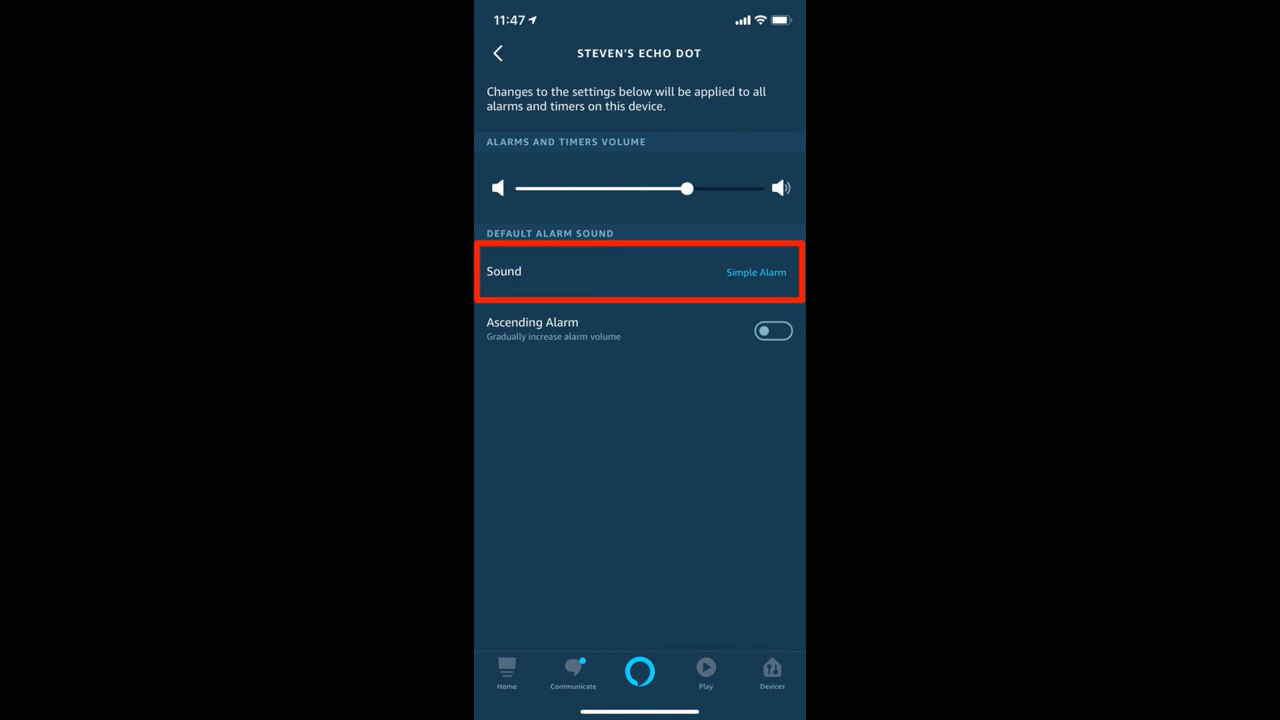 11:47
STEVEN'S ECHO DOT
Changes to the settings below will be applied to all
alarms and timers on this device.
ALARMS AND TIMERS VOLUME
DEFAULT ALARM SOUND
Sound Simple Alarm
Ascending Alarm
Gradually increase alarm volume
Home Communicate Play Devices